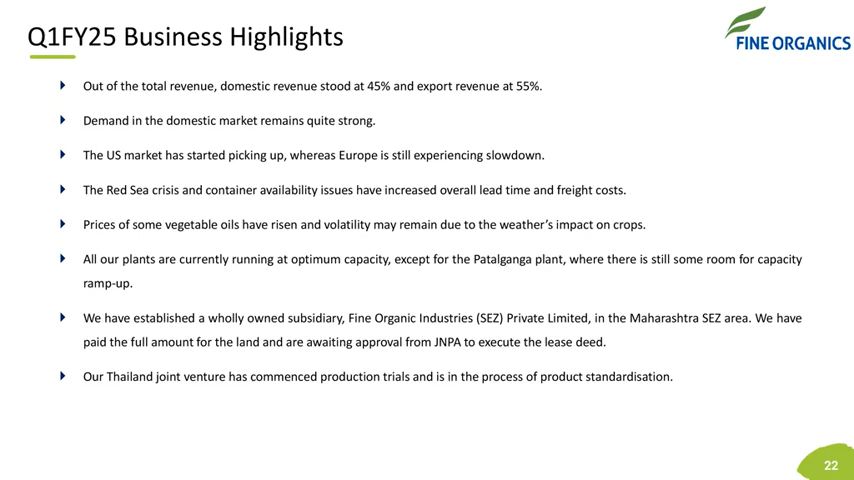 Q1FY25 Business Highlights
FINE ORGANICS
Out of the total revenue, domestic revenue stood at 45% and export revenue at 55%.
Demand in the domestic market remains quite strong.
The US market has started picking up, whereas Europe is still experiencing slowdown.
The Red Sea crisis and container availability issues have increased overall lead time and freight costs.
Prices of some vegetable oils have risen and volatility may remain due to the weather's impact on crops.
All our plants are currently running at optimum capacity, except for the Patalganga plant, where there is still some room for capacity
ramp-up.
We have established a wholly owned subsidiary, Fine Organic Industries (SEZ) Private Limited, in the Maharashtra SEZ area. We have
paid the full amount for the land and are awaiting approval from JNPA to execute the lease deed.
Our Thailand joint venture has commenced production trials and is in the process of product standardisation.
22